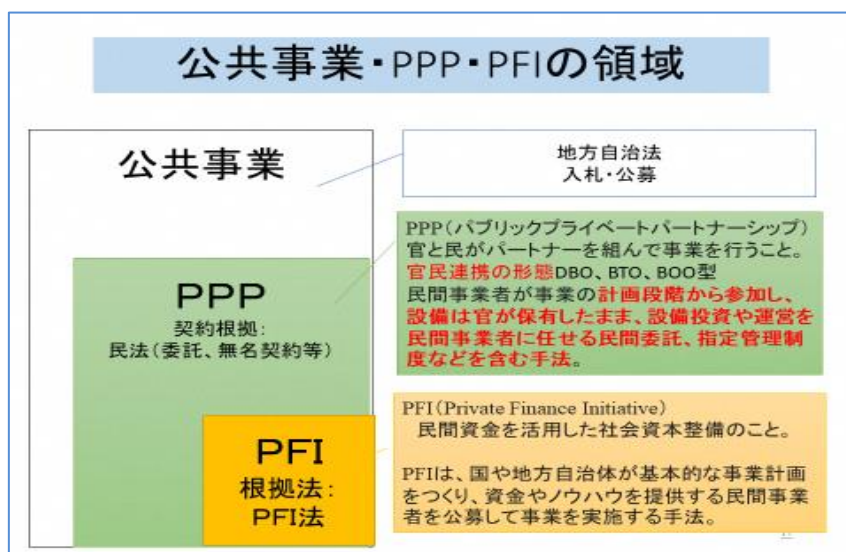 公共事業・PPP・PFIの領域
公共事業
地方自治法
入札・公募
PPP
契約根拠：
民法（委託、無名契約等）
PPP（パブリックプライベートパートナーシップ）
官と民がパートナーを組んで事業を行うこと。
官民連携の形態DBO、BTO、BOO型
民間事業者が事業の計画段階から参加し、
設備は官が保有したまま、設備投資や運営を
民間事業者に任せる民間委託、指定管理制
度などを含む手法。
PFI
根拠法：
PFI法
PFI（Private Finance Initiative）
民間資金を活用した社会資本整備のこと。
PFIは、国や地方自治体が基本的な事業計画
をつくり、資金やノウハウを提供する民間事業
者を公募して事業を実施する手法。